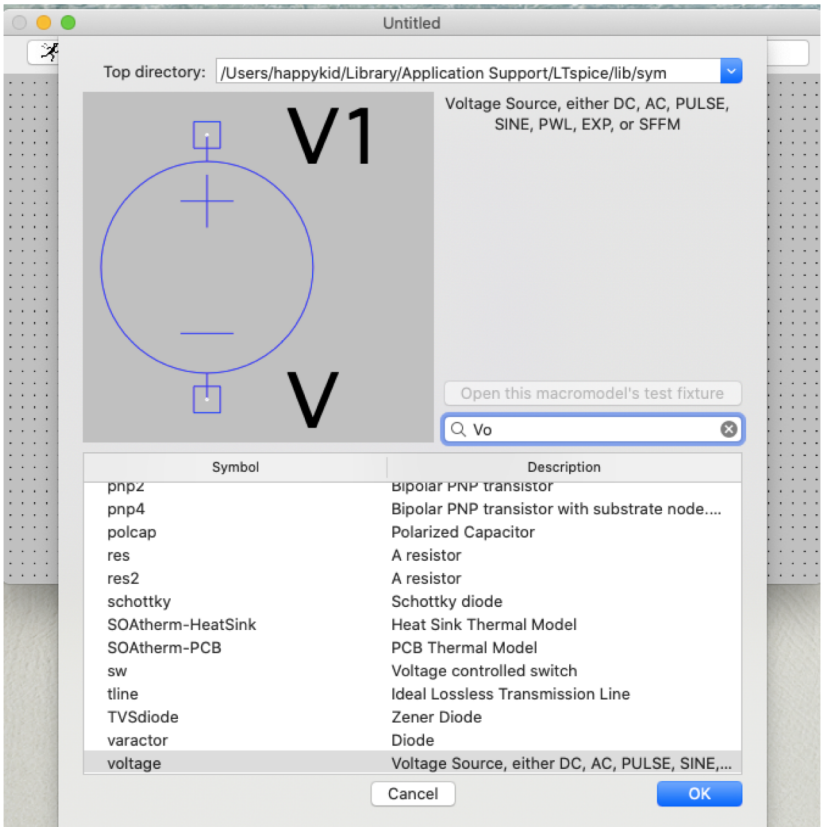 Untitled
Top directory: /Users/happykid/Library/Application Support/LTspice/lib/sym
V1
Voltage Source, either DC, AC, PULSE,
SINE, PWL, EXP, or SFFM
V
Open this macromodel's test fixture
Vo
Symbol Description
pnp2 Bipolar PNP transistor
pnp4 Bipolar PNP transistor with substrate node....
polcap Polarized Capacitor
res A resistor
res2 A resistor
schottky Schottky diode
SOAtherm-HeatSink Heat Sink Thermal Model
SOAtherm-PCB PCB Thermal Model
sw Voltage controlled switch
tline Ideal Lossless Transmission Line
TVSdiode Zener Diode
varactor Diode
voltage Voltage Source, either DC, AC, PULSE, SINE,...
Cancel OK